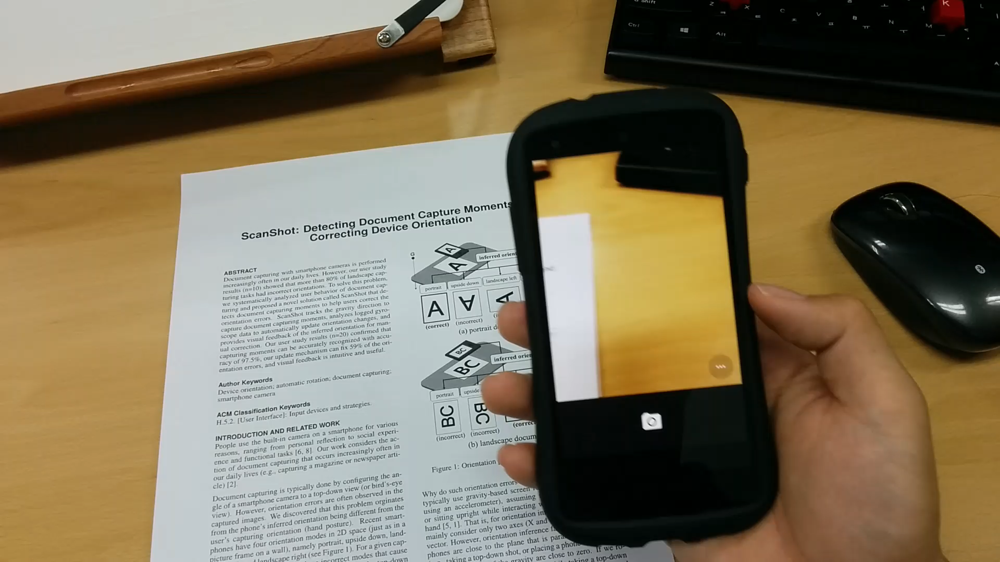 Shift
Z
X
C
V
B
N
M
K
L
ㅋ
ㅌ
ㅊ
ㅍ
ㅠ
ㅜ
ㅡ
ㅗ
ㅓ
Ctrl
Alt
A
ScanShot: Detecting Document Capture Moments
Correcting Device Orientation
ABSTRACT
Document capturing with smartphone cameras is performed
increasingly often in our daily lives. However, our user study
results (n=10) showed that more than 80% of landscape cap-
turing tasks had incorrect orientations. To solve this problem,
we systematically analyzed user behavior of document cap-
turing and proposed a novel solution called ScanShot that de-
tects document capturing moments to help users correct the
orientation errors. ScanShot tracks the gravity direction to
capture document capturing moments, analyzes logged gyro-
scope data to automatically update orientation changes, and
provides visual feedback of the inferred orientation for man-
ual correction. Our user study results (n=20) confirmed that
capturing moments can be accurately recognized with accu-
racy of 97.5%, our update mechanism can fix 59% of the ori-
entation errors, and visual feedback is intuitive and useful.
Author Keywords
Device orientation; automatic rotation; document capturing;
smartphone camera
ACM Classification Keywords
H.5.2. [User Interface]: Input devices and strategies.
INTRODUCTION AND RELATED WORK
People use the built-in camera on a smartphone for various
reasons, ranging from personal reflection to social experi-
ence and functional tasks [6, 8]. Our work considers the ac-
tion of document capturing that occurs increasingly often in
our daily lives (e.g., capturing a magazine or newspaper arti-
cle) [2].
Document capturing is typically done by configuring the an-
gle of a smartphone camera to a top-down view (or bird's-eye
view). However, orientation errors are often observed in the
captured images. We discovered that this problem orginates
from the phone's inferred orientation being different from the
user's capturing orientation (hand posture). Recent smart-
phones have four orientation modes in 2D space (just as in a
picture frame on a wall), namely portrait, upside down, land-
landscape right (see Figure 1). For a given cap-
incorrect modes that cause
top-down
G
A
A
inferred orient
portrait
upside down
landscape left
A
A
A
(correct)
(incorrect)
(a) portrait d
BC
BC
inferred orien
portrait
upside
BC
BC
(incorrect)
(incorrect)
(correc
(b) landscape docum
Figure 1: Orientation
Why do such orientation errors
typically use gravity-based screen
using an accelerometer), assuming
or sitting upright while interacting
hand [5, 1]. That is, for orientation in
mainly consider only two axes (X and
vector. However, orientation inference
phones are close to the plane that is para
taking a top-down shot, or placing a phone
gravity are close to zero. If we ro-
taking a top-down